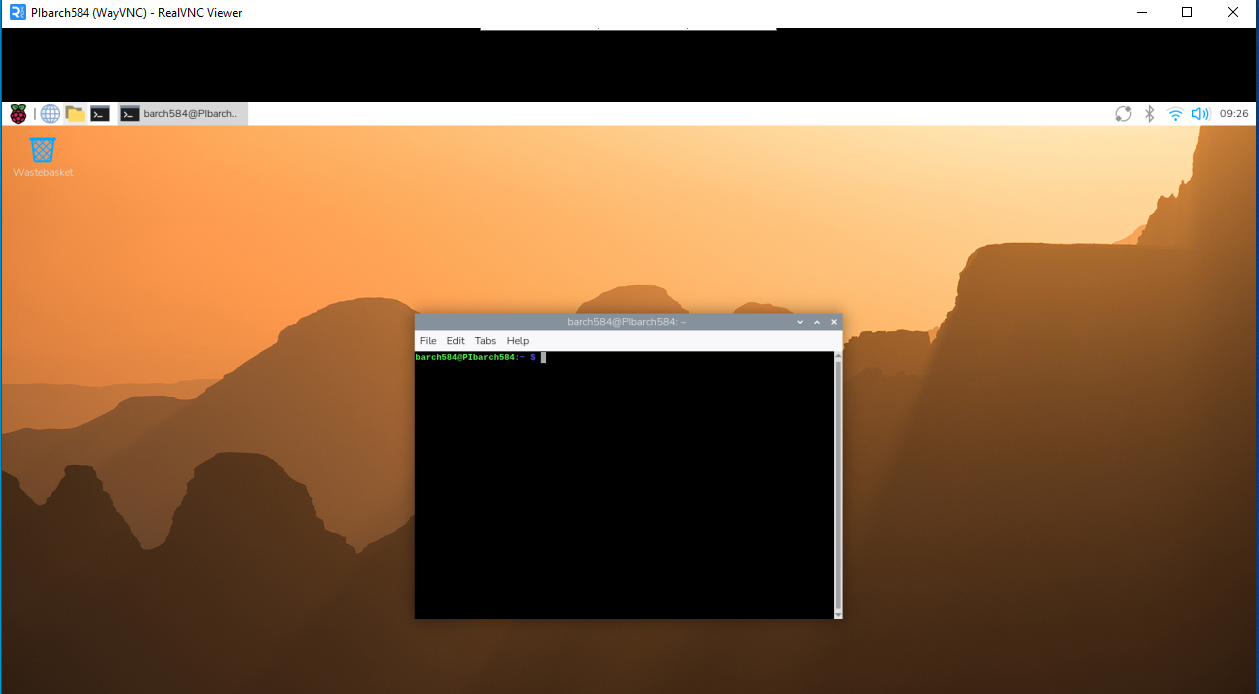 PIbarch584 (WayVNC) - RealVNC Viewer
barch584@PIbarch..
09:26
Wastebasket
barch584@PIbarch584: ~
File Edit Tabs Help
barch584@PIbarch584:~ $